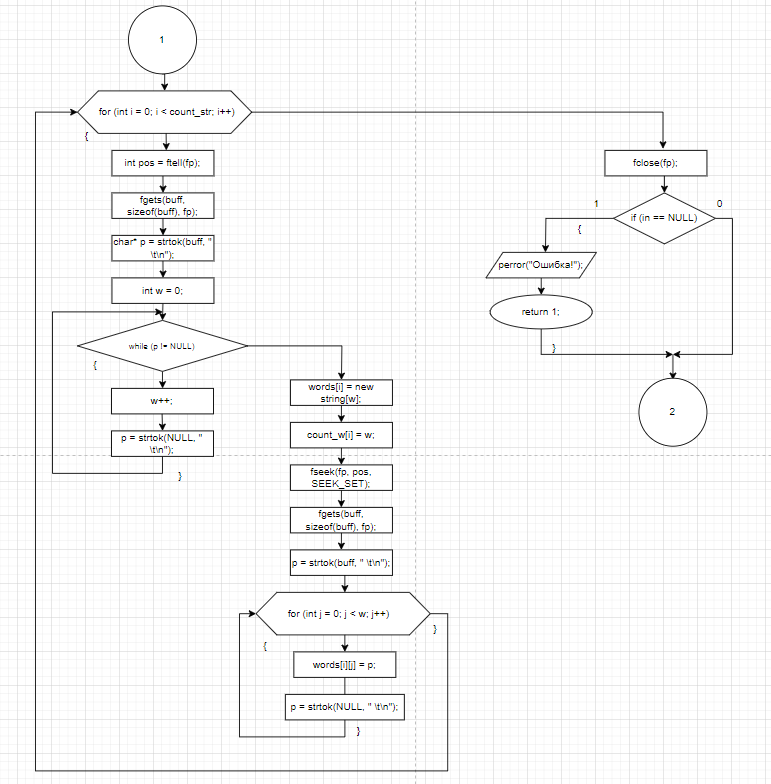 1
for (int i = 0; i < count_str; i++)
{
int pos = ftell(fp);
fgets(buff,
sizeof(buff), fp);
char* p = strtok(buff, "
\t\n");
int w = 0;
while (p != NULL)
{
w++;
p = strtok(NULL, "
\t\n");
}
words[i] = new
string[w];
count_w[i] = w;
fseek(fp, pos,
SEEK_SET);
fgets(buff,
sizeof(buff), fp);
p = strtok(buff, " \t\n");
for (int j = 0; j < w; j++)
}
{
words[i][j] = p;
p = strtok(NULL, " \t\n");
}
fclose(fp);
1
0
if (in == NULL)
{
perror("Ошибка!");
return 1;
}
2